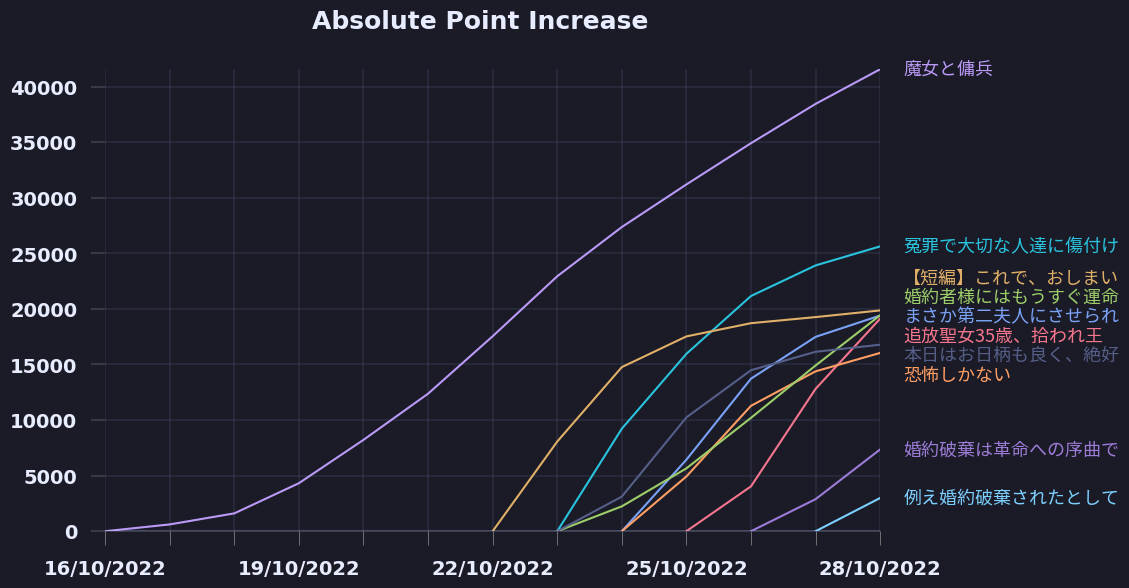 Absolute Point Increase
40000
35000
30000
25000
20000
15000
10000
5000
0
16/10/2022
19/10/2022
22/10/2022
25/10/2022
28/10/2022
魔女と傭兵
冤罪で大切な人達に傷付け
【短編】これで、おしまい
婚約者様にはもうすぐ運命
まさか第二夫人にさせられ
追放聖女35歳、拾われ王
本日はお日柄も良く、絶好
恐怖しかない
婚約破棄は革命への序曲で
例え婚約破棄されたとして